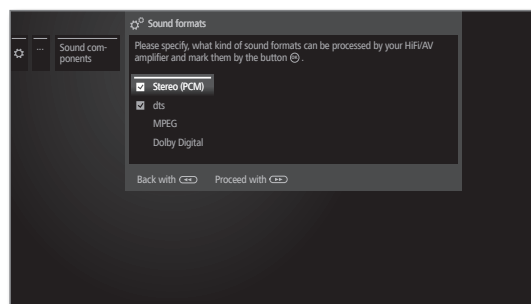 Sound formats
...
Sound com-
ponents
Please specify, what kind of sound formats can be processed by your HiFi/AV
amplifier and mark them by the button OK .
Stereo (PCM)
dts
MPEG
Dolby Digital
Back with Proceed with